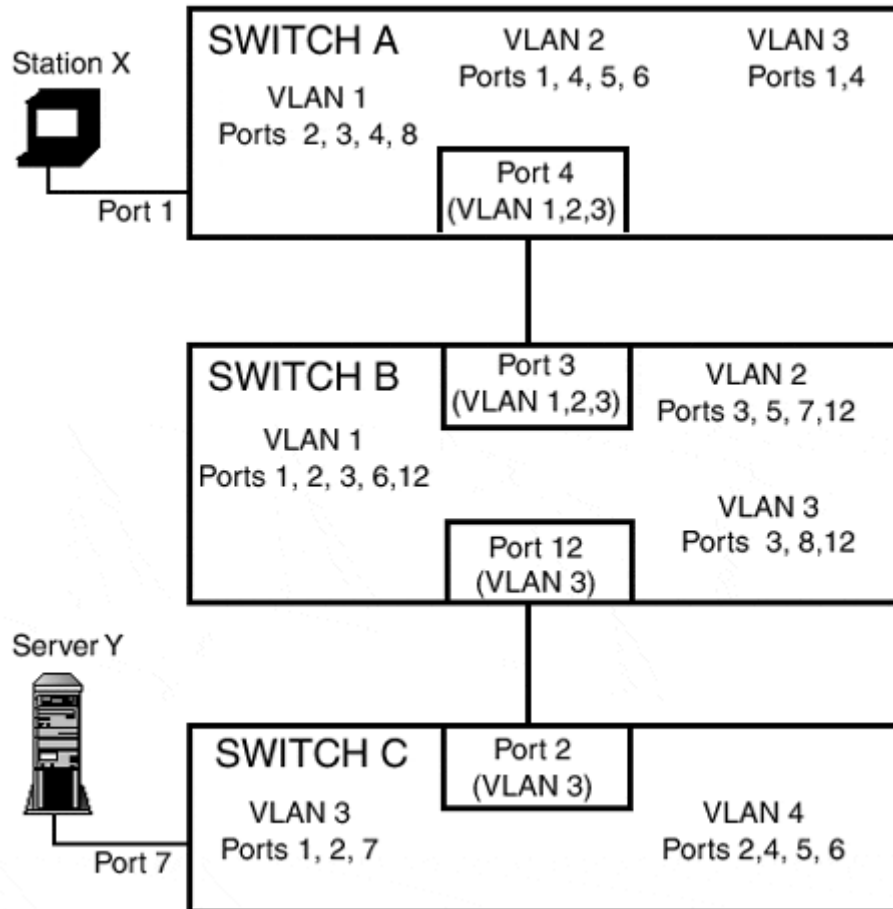 Station X
Port 1
SWITCH A
VLAN 1
Ports 2, 3, 4, 8
VLAN 2
Ports 1, 4, 5, 6
VLAN 3
Ports 1,4
Port 4
(VLAN 1,2,3)
SWITCH B
VLAN 1
Ports 1, 2, 3, 6,12
Port 3
(VLAN 1,2,3)
VLAN 2
Ports 3, 5, 7,12
VLAN 3
Ports 3, 8,12
Port 12
(VLAN 3)
Server Y
Port 7
SWITCH C
VLAN 3
Ports 1, 2, 7
Port 2
(VLAN 3)
VLAN 4
Ports 2,4, 5, 6